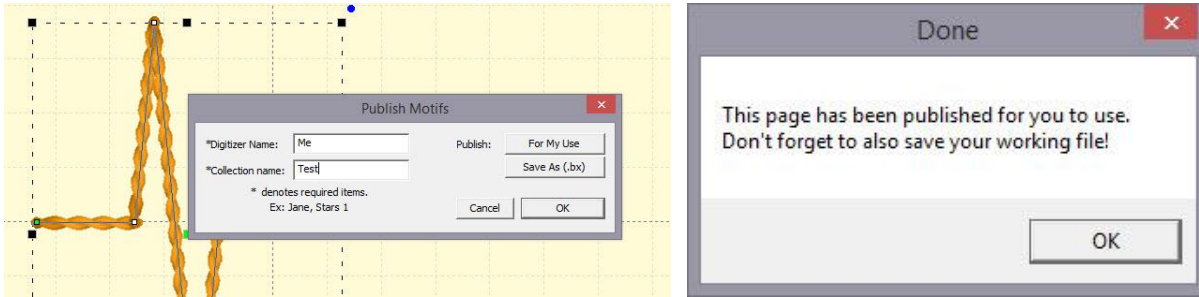 Publish Motifs
*Digitizer Name: Me Publish: For My Use
*Collection name: Test Save As (.bx)
* denotes required items.
Ex: Jane, Stars 1
Cancel OK
Done
This page has been published for you to use.
Don't forget to also save your working file!
OK